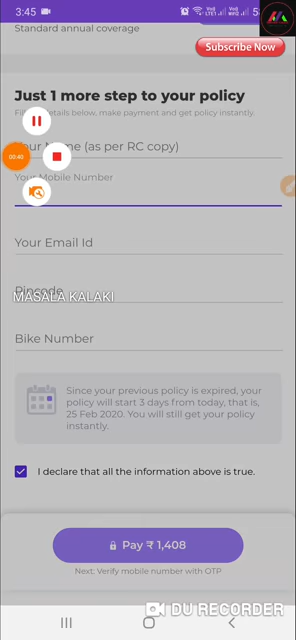 3:45
Standard annual coverage
Subscribe Now
Just 1 more step to your policy
details below, make payment and get policy instantly.
Your Name (as per RC copy)
00:40
Your Mobile Number
Your Email Id
Pincode
MASALA KALAKI
Bike Number
Since your previous policy is expired, your
policy will start 3 days from today, that is,
25 Feb 2020. You will still get your policy
instantly.
I declare that all the information above is true.
Pay ₹ 1,408
Next: Verify mobile number with OTP
DU RECORDER